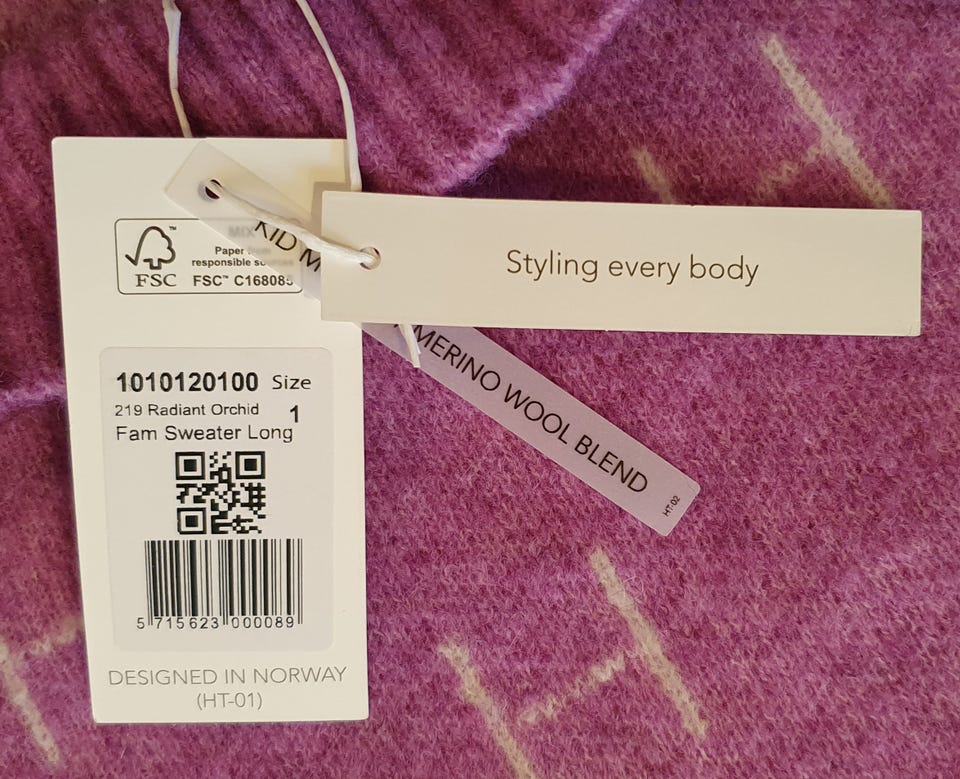 MIX
Paper from
responsible sources
FSC™ C168085
FSC
KID M
Styling every body
MERINO WOOL BLEND
HT-02
1010120100 Size
219 Radiant Orchid 1
Fam Sweater Long
5 715623 000089
DESIGNED IN NORWAY
(HT-01)